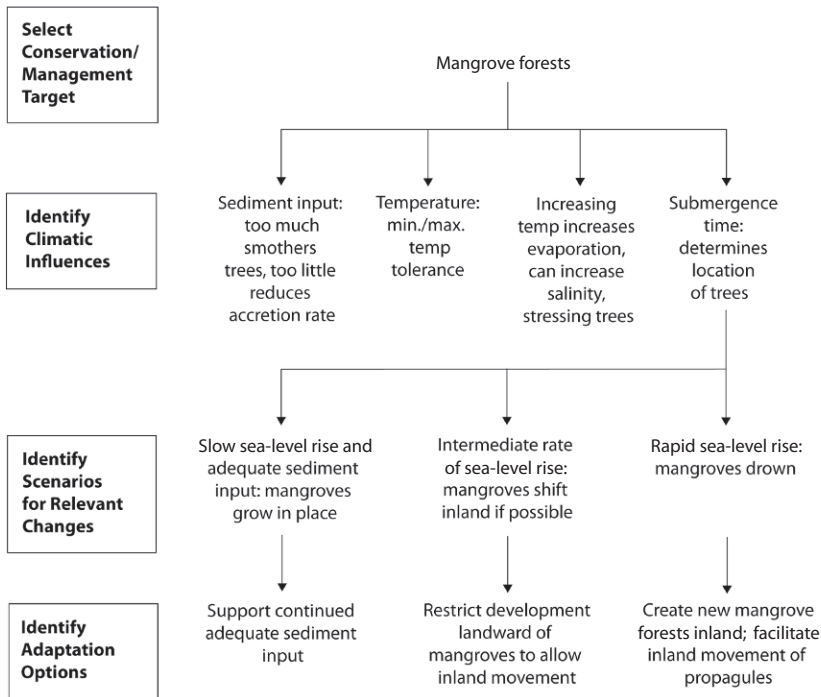 Select
Conservation/
Management
Target
Mangrove forests
Identify
Climatic
Influences
Sediment input:
too much
smothers
trees, too little
reduces
accretion rate
Temperature:
min./max.
temp
tolerance
Increasing
temp increases
evaporation,
can increase
salinity,
stressing trees
Submergence
time:
determines
location
of trees
Identify
Scenarios
for Relevant
Changes
Slow sea-level rise and
adequate sediment
input: mangroves
grow in place
Intermediate rate
of sea-level rise:
mangroves shift
inland if possible
Rapid sea-level rise:
mangroves drown
Identify
Adaptation
Options
Support continued
adequate sediment
input
Restrict development
landward of
mangroves to allow
inland movement
Create new mangrove
forests inland; facilitate
inland movement of
propagules